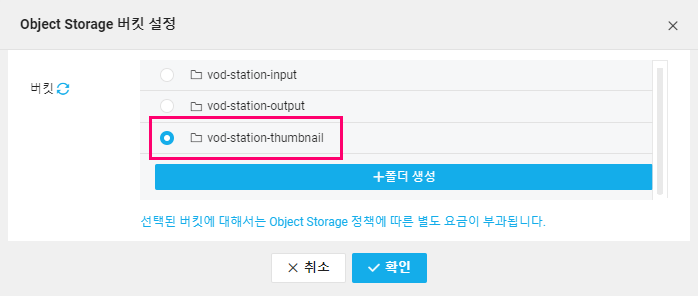 Object Storage 버킷 설정
버킷
vod-station-input
vod-station-output
vod-station-thumbnail
+폴더 생성
선택된 버킷에 대해서는 Object Storage 정책에 따른 별도 요금이 부과됩니다.
취소
확인